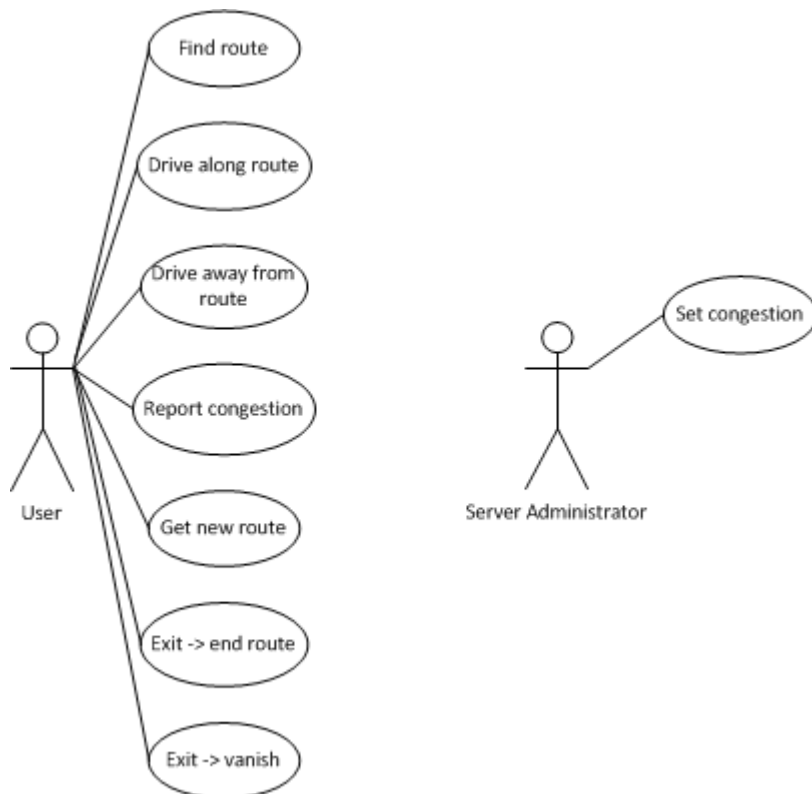 Find route
Drive along route
Drive away from
route
Set congestion
Report congestion
User
Server Administrator
Get new route
Exit -> end route
Exit -> vanish